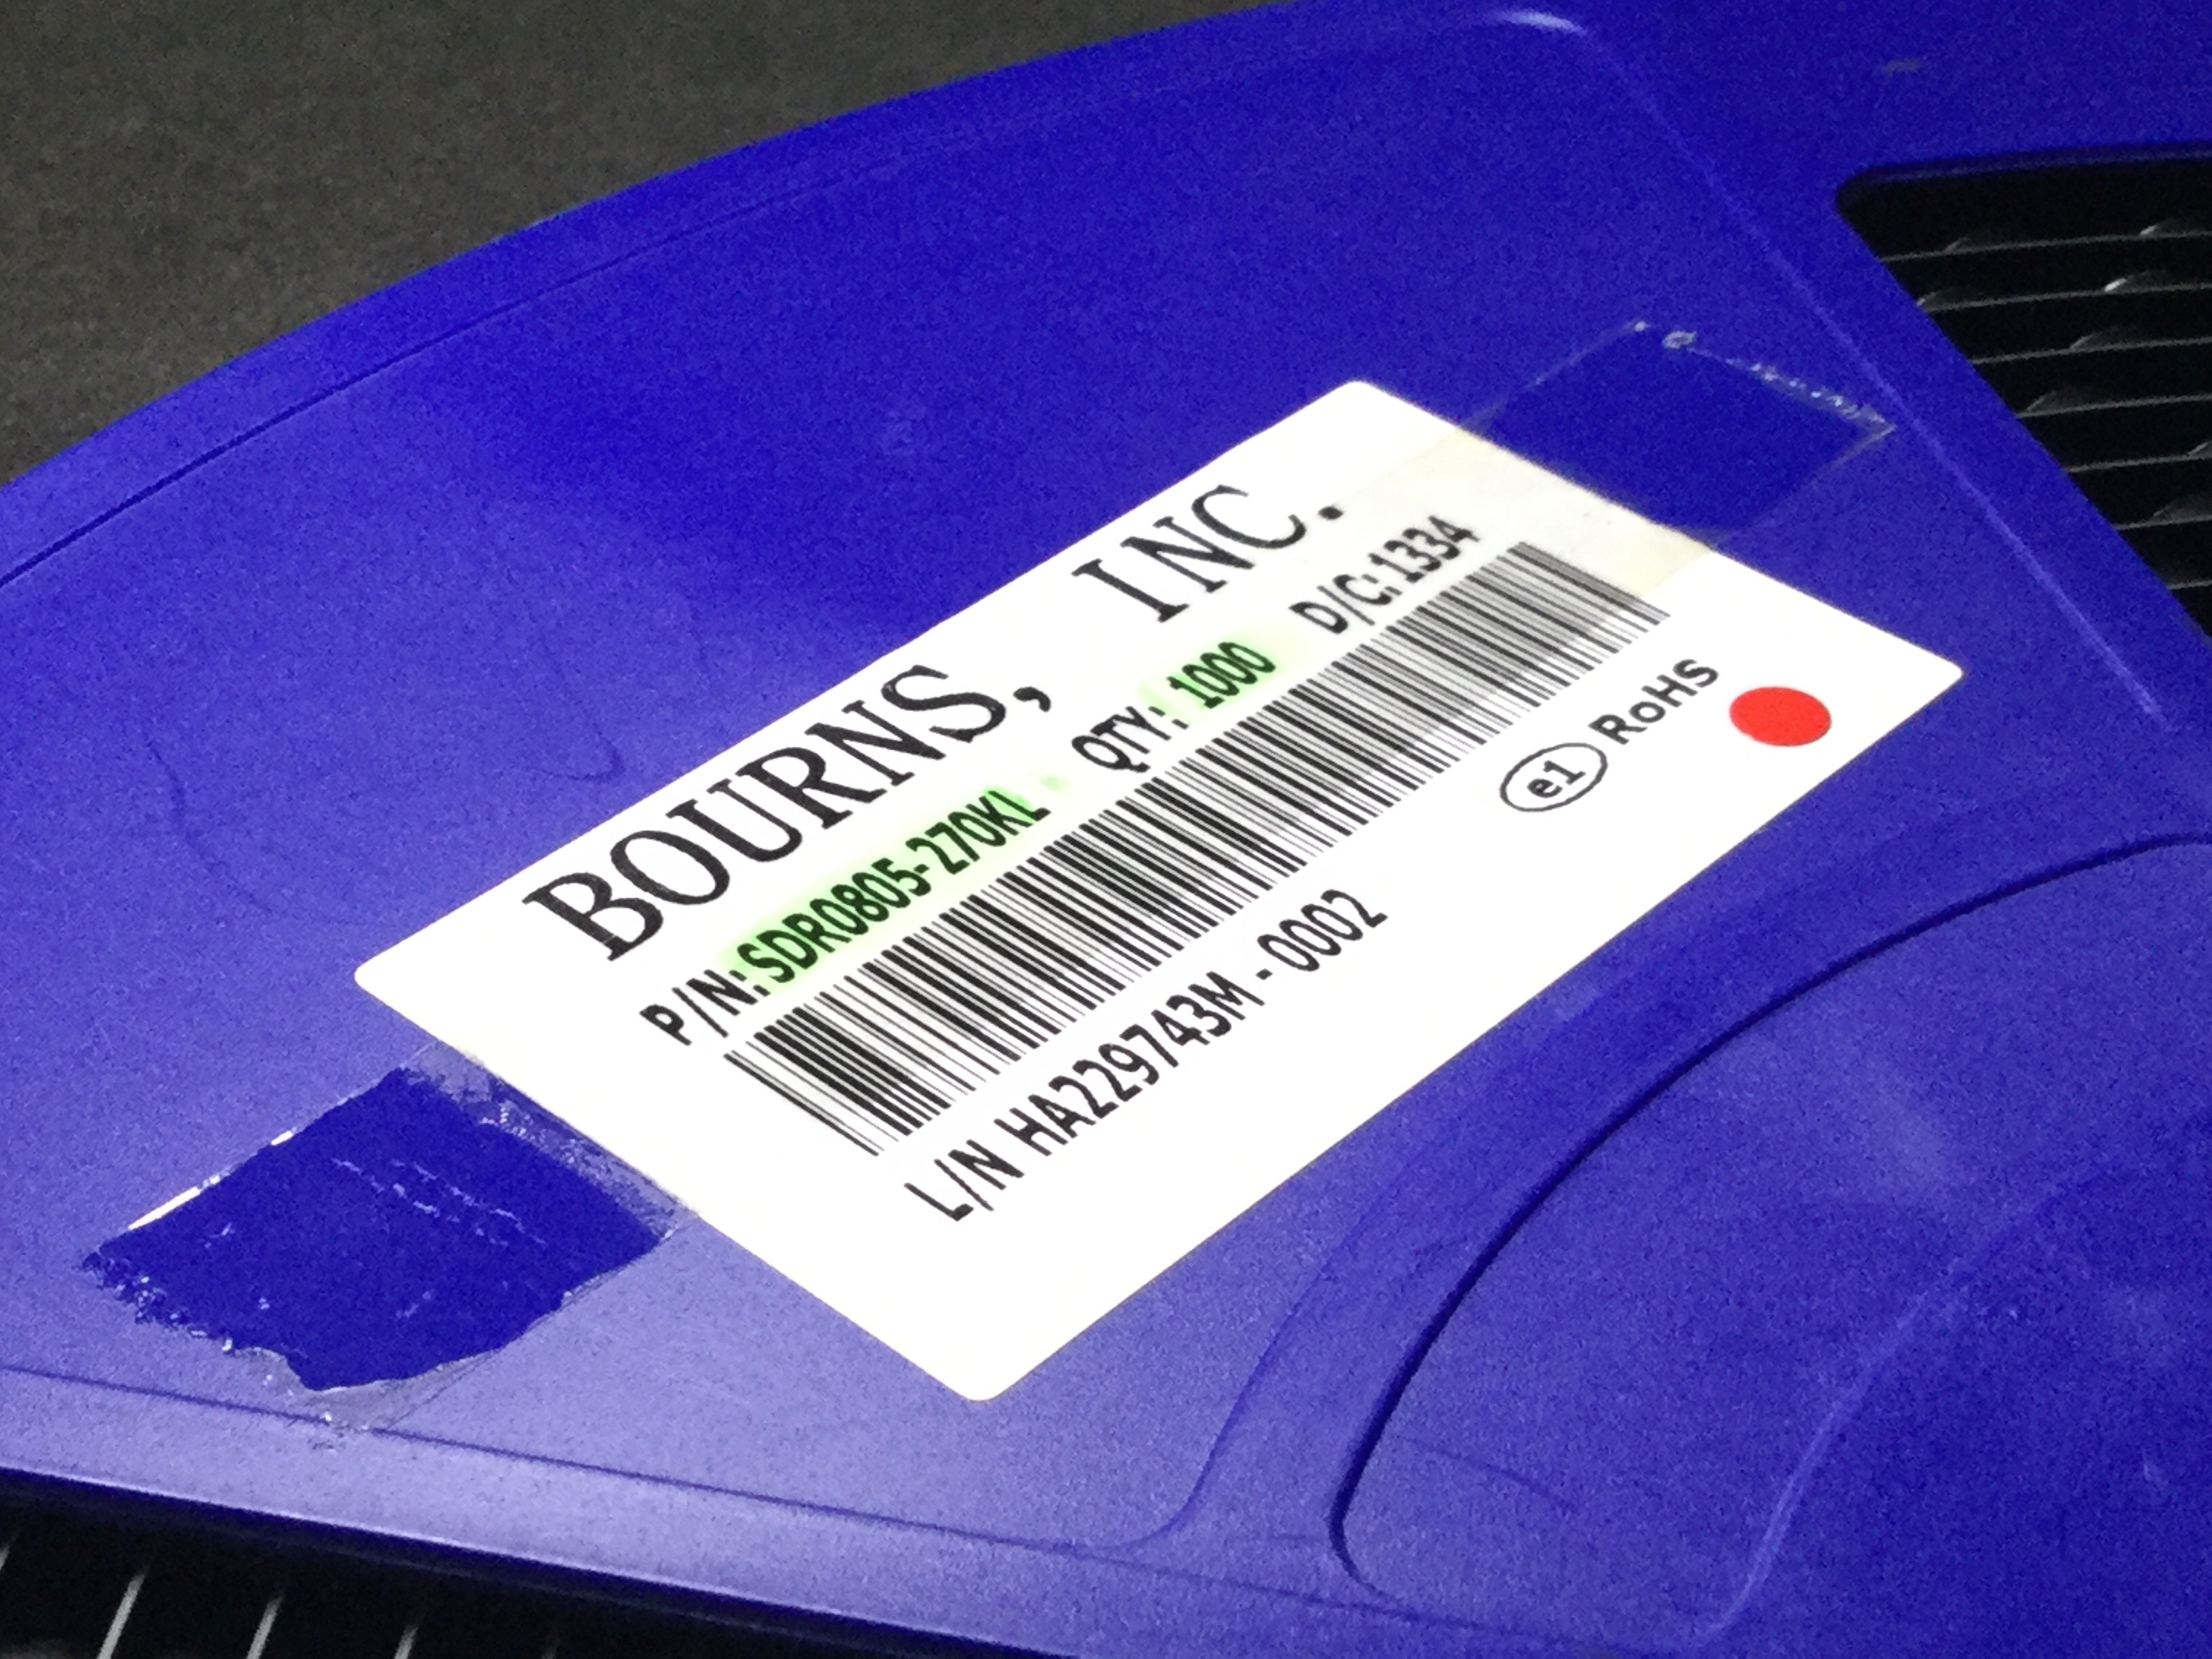 BOURNS, INC.
P/N: SDR0805-270KL QTY: 1000 D/C: 1334
L/N HA229743M - 0002
e1 RoHS